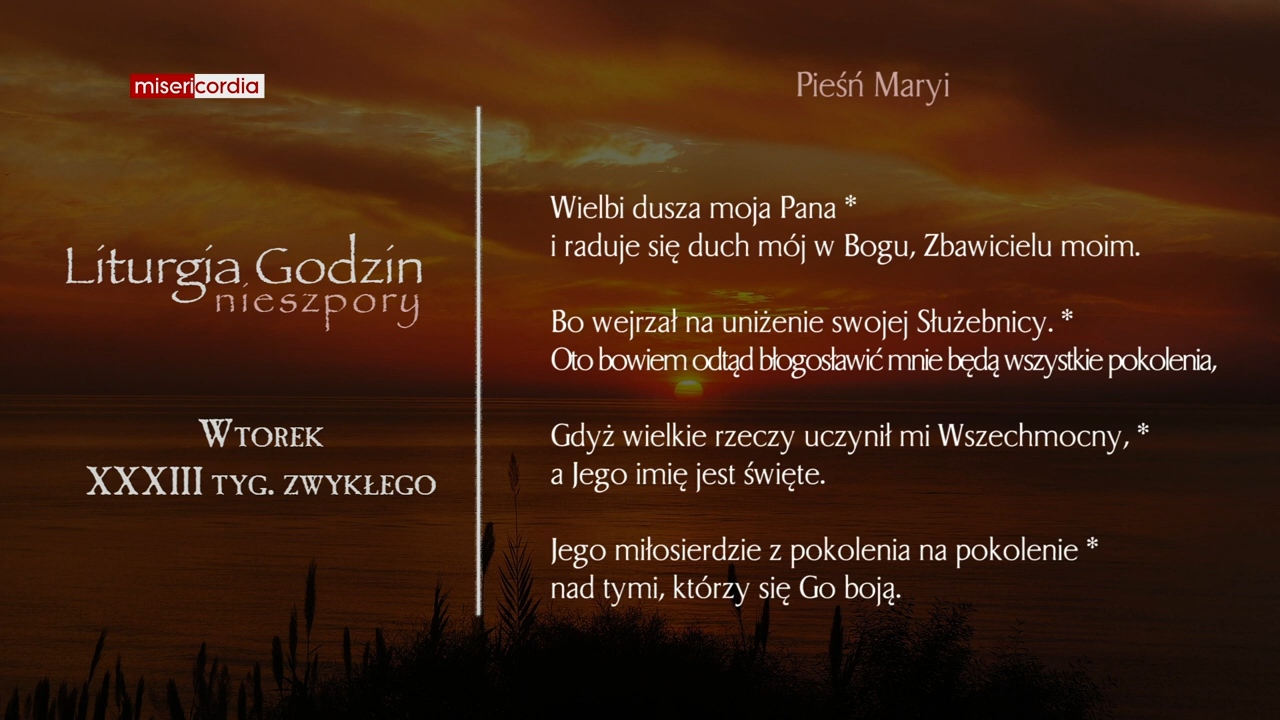 misericordia
Liturgia Godzin
nieszpory
Wtorek
XXXIII tyg. zwykłego
Pieśń Maryi
Wielbi dusza moja Pana *
i raduje się duch mój w Bogu, Zbawicielu moim.
Bo wejrzał na uniżenie swojej Służebnicy. *
Oto bowiem odtąd błogosławić mnie będą wszystkie pokolenia,
Gdyż wielkie rzeczy uczynił mi Wszechmocny, *
a Jego imię jest święte.
Jego miłosierdzie z pokolenia na pokolenie *
nad tymi, którzy się Go boją.